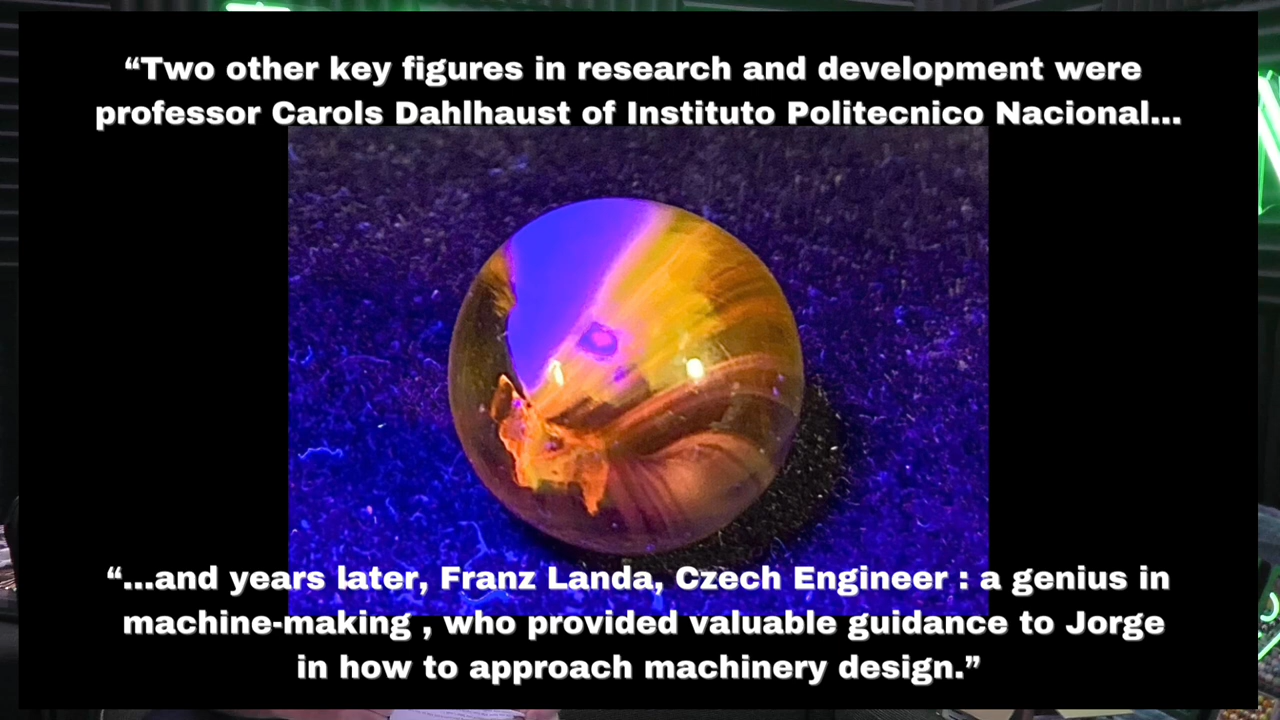 “Two other key figures in research and development were
professor Carols Dahlhaust of Instituto Politecnico Nacional...
“...and years later, Franz Landa, Czech Engineer : a genius in
machine-making , who provided valuable guidance to Jorge
in how to approach machinery design.”